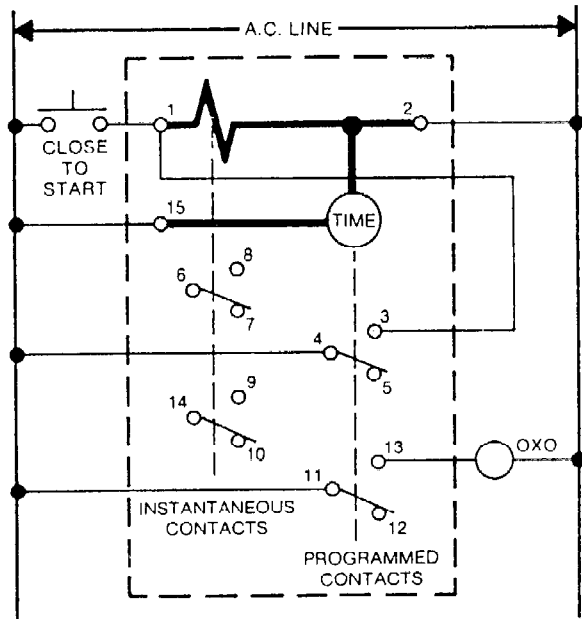 A.C. LINE
1
2
CLOSE
TO
START
15
TIME
8
6
7
3
4
5
9
14
10
13
OXO
11
12
INSTANTANEOUS
CONTACTS
PROGRAMMED
CONTACTS